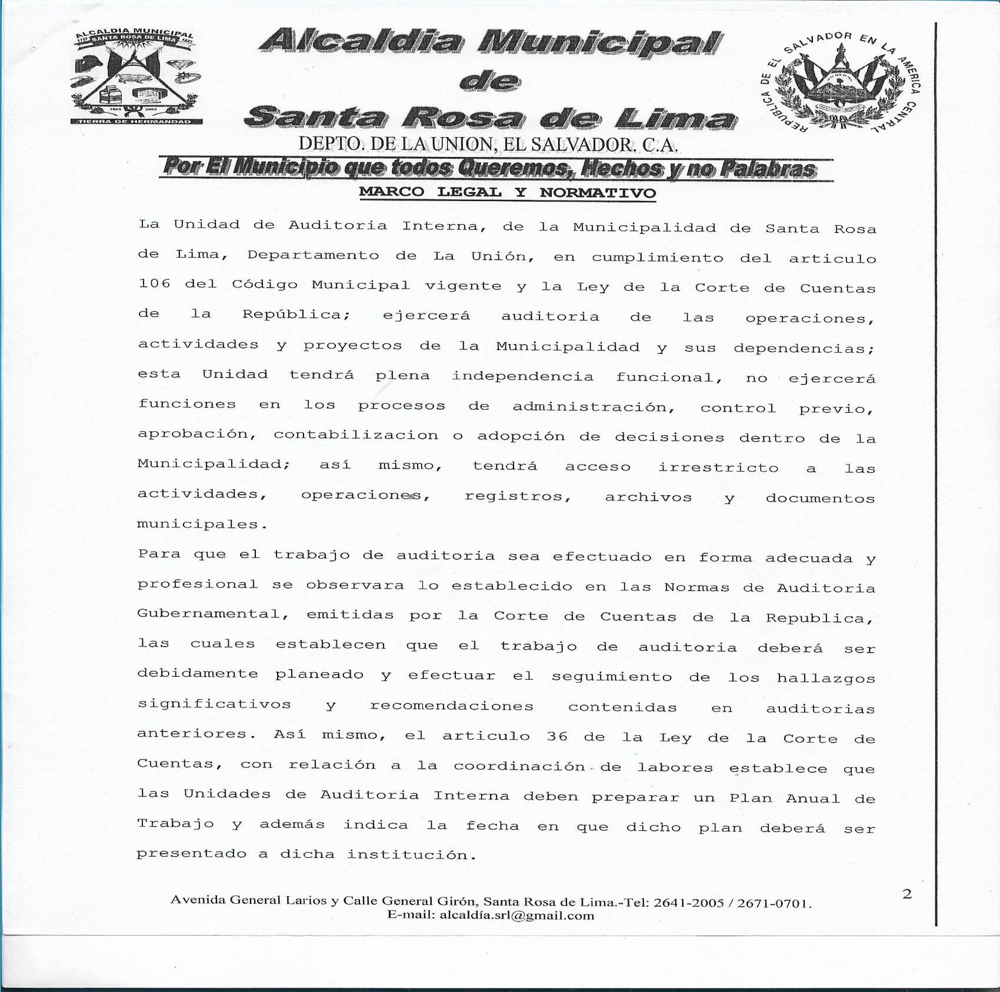 ALCALDIA MUNICIPAL
1757 SANTA ROSA DE LIMA 1827
1883 2003
TIERRA DE HERMANDAD
Alcaldia Municipal
de
Santa Rosa de Lima
REPUBLICA DE EL SALVADOR EN LA AMERICA CENTRAL
DEPTO. DE LA UNION, EL SALVADOR. C.A.
Por El Municipio que todos Queremos, Hechos y no Palabras
MARCO LEGAL Y NORMATIVO
La Unidad de Auditoria Interna, de la Municipalidad de Santa Rosa
de Lima, Departamento de La Unión, en cumplimiento del articulo
106 del Código Municipal vigente y la Ley de la Corte de Cuentas
de la República; ejercerá auditoria de las operaciones,
actividades y proyectos de la Municipalidad y sus dependencias;
esta Unidad tendrá plena independencia funcional, no ejercerá
funciones en los procesos de administración, control previo,
aprobación, contabilizacion o adopción de decisiones dentro de la
Municipalidad; así mismo, tendrá acceso irrestricto a las
actividades, operaciones, registros, archivos y documentos
municipales.
Para que el trabajo de auditoria sea efectuado en forma adecuada y
profesional se observara lo establecido en las Normas de Auditoria
Gubernamental, emitidas por la Corte de Cuentas de la Republica,
las cuales establecen que el trabajo de auditoria deberá ser
debidamente planeado y efectuar el seguimiento de los hallazgos
significativos y recomendaciones contenidas en auditorias
anteriores. Así mismo, el articulo 36 de la Ley de la Corte de
Cuentas, con relación a la coordinación de labores establece que
las Unidades de Auditoria Interna deben preparar un Plan Anual de
Trabajo y además indica la fecha en que dicho plan deberá ser
presentado a dicha institución.
2
Avenida General Larios y Calle General Girón, Santa Rosa de Lima.-Tel: 2641-2005 / 2671-0701.
E-mail: alcaldía.srl@gmail.com